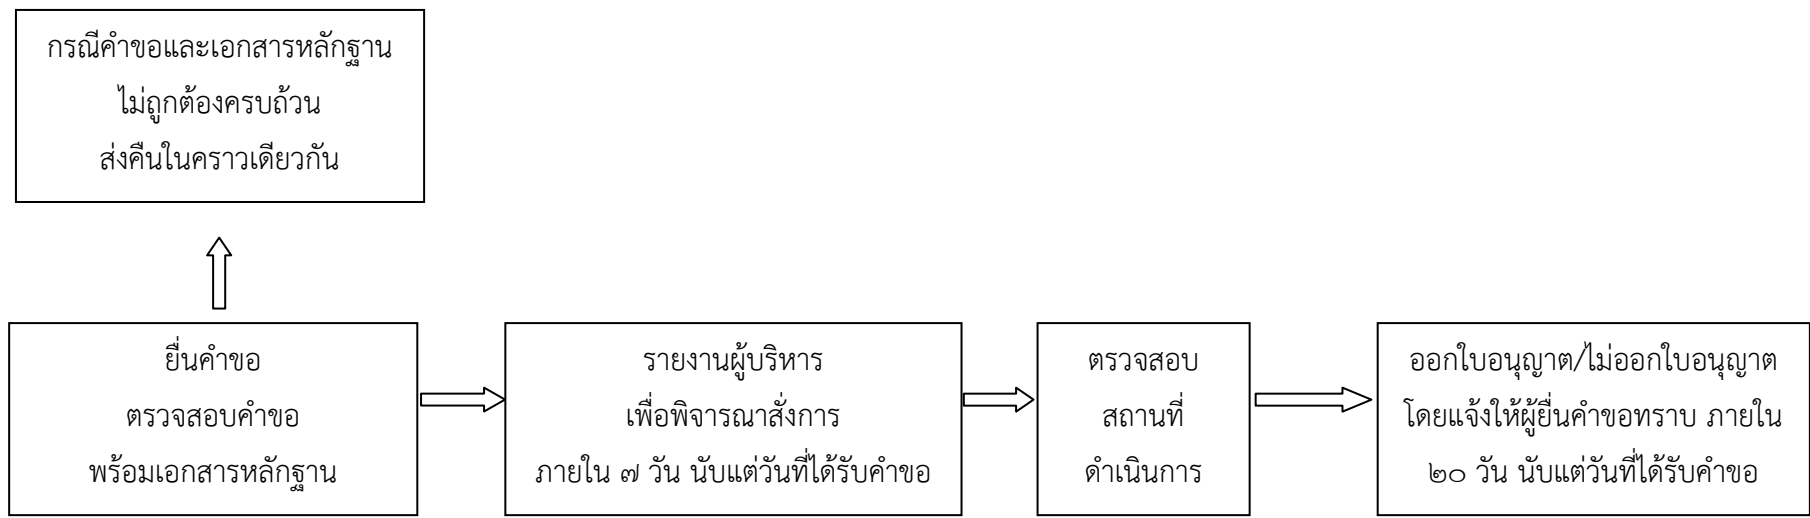 กรณีคำขอและเอกสารหลักฐาน
ไม่ถูกต้องครบถ้วน
ส่งคืนในคราวเดียวกัน
ยื่นคำขอ
ตรวจสอบคำขอ
พร้อมเอกสารหลักฐาน
รายงานผู้บริหาร
เพื่อพิจารณาสั่งการ
ภายใน ๗ วัน นับแต่วันที่ได้รับคำขอ
ตรวจสอบ
สถานที่
ดำเนินการ
ออกใบอนุญาต/ไม่ออกใบอนุญาต
โดยแจ้งให้ผู้ยื่นคำขอทราบ ภายใน
๒๐ วัน นับแต่วันที่ได้รับคำขอ